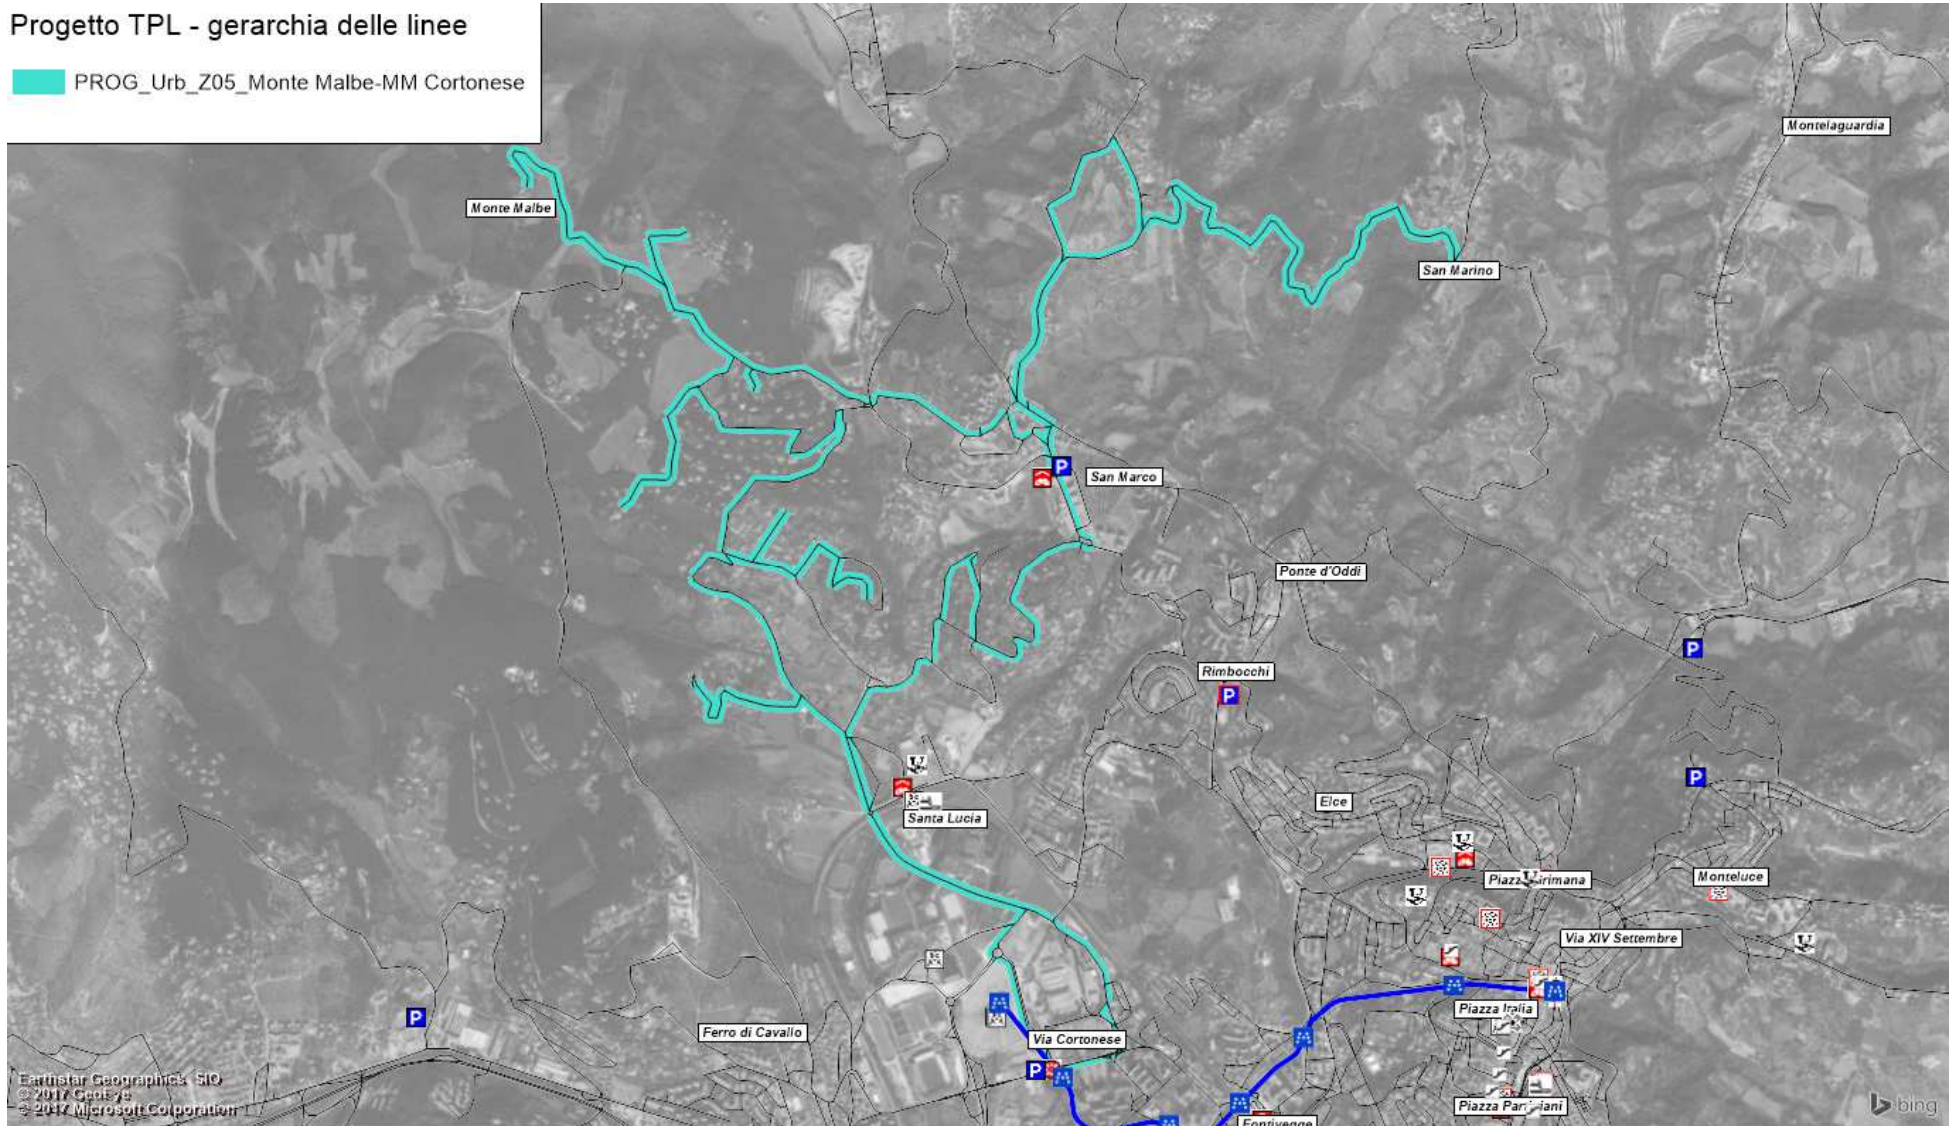 Progetto TPL - gerarchia delle linee
PROG_Urb_Z05_Monte Malbe-MM Cortonese
Montelaguardia
Monte Malbe
San Marino
P
San Marco
Ponte d'Oddi
P
Rimbocchi
P
P
Elce
Santa Lucia
Monteluce
Via XIV Settembre
Piazza Italia
P
Ferro di Cavallo
Via Cortonese
P
Fontivegge
Earthstar Geographics SIO
© 2017 GeoEye
© 2017 Microsoft Corporation
bing